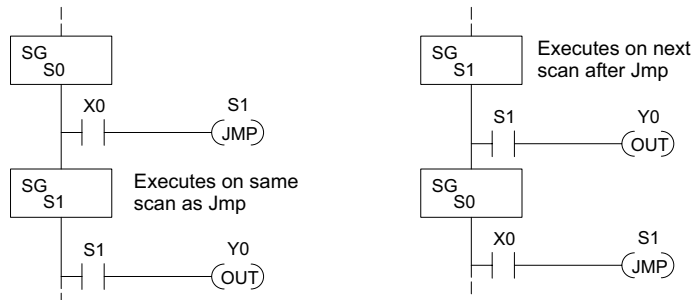 SG
S0
X0
S1
JMP
SG
S1
Executes on same
scan as Jmp
S1
Y0
OUT
SG
S1
Executes on next
scan after Jmp
S1
Y0
OUT
SG
S0
X0
S1
JMP